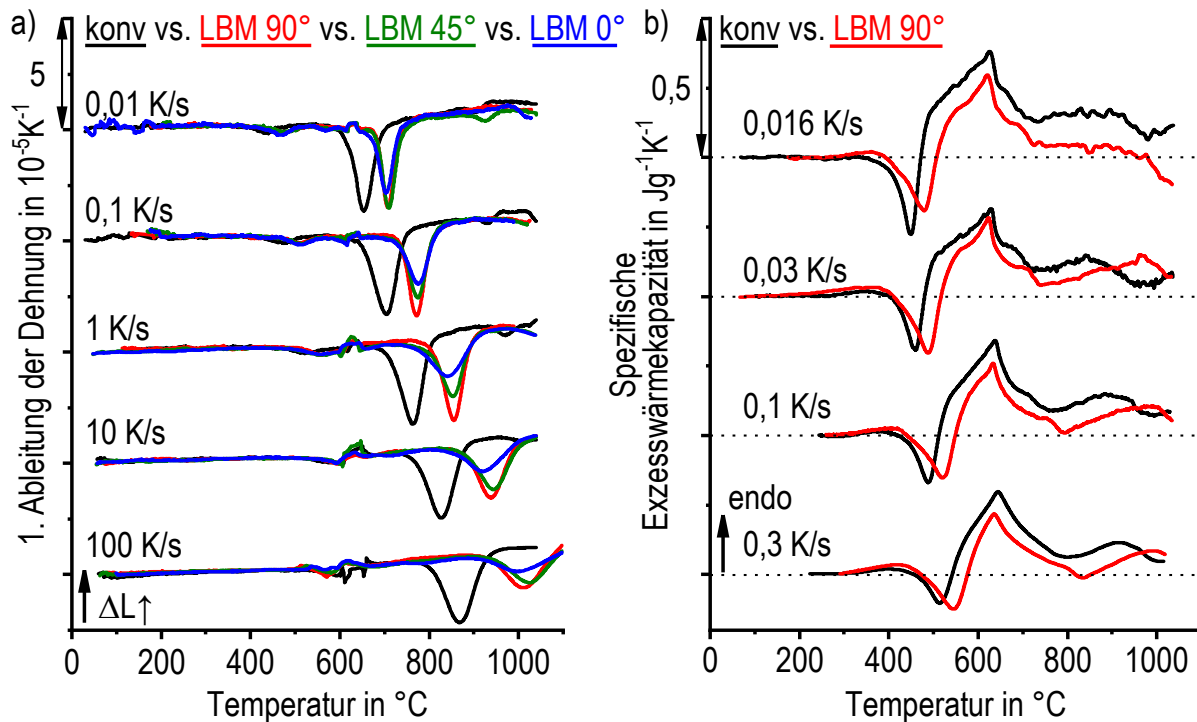 a)
konv vs. LBM 90° vs. LBM 45° vs. LBM 0°
5
0,01 K/s
0,1 K/s
1 K/s
10 K/s
100 K/s
ΔL↑
1. Ableitung der Dehnung in 10⁻⁵K⁻¹
0 200 400 600 800 1000
Temperatur in °C
b)
konv vs. LBM 90°
0,5
0,016 K/s
0,03 K/s
0,1 K/s
endo
0,3 K/s
Spezifische
Exzesswärmekapazität in Jg⁻¹K⁻¹
0 200 400 600 800 1000
Temperatur in °C